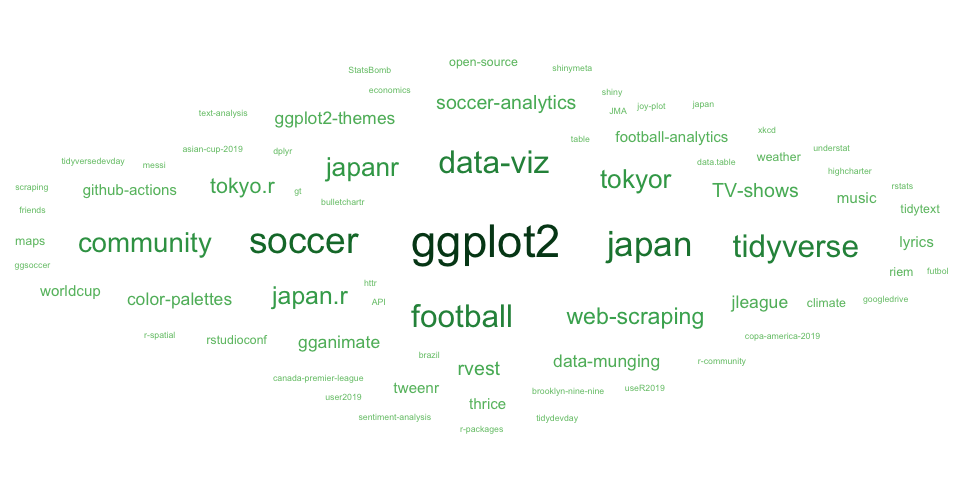 open-source
StatsBomb
shinymeta
economics
shiny
soccer-analytics
JMA
joy-plot
japan
text-analysis
ggplot2-themes
xkcd
table
football-analytics
asian-cup-2019
dplyr
understat
tidyversedevday
messi
japanr
data-viz
data.table
weather
highcharter
scraping
github-actions
tokyo.r
gt
tokyor
TV-shows
rstats
music
friends
bulletchartr
tidytext
maps
community
soccer
ggplot2
japan
tidyverse
lyrics
ggsoccer
riem
futbol
httr
worldcup
color-palettes
japan.r
API
jleague
climate
googledrive
football
web-scraping
r-spatial
rstudioconf
gganimate
copa-america-2019
brazil
rvest
data-munging
r-community
canada-premier-league
tweenr
brooklyn-nine-nine
useR2019
user2019
thrice
sentiment-analysis
tidydevday
r-packages